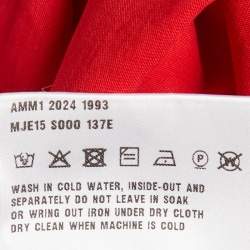 AMM1 2024 1993
MJE15 S000 137E
P
WASH IN COLD WATER, INSIDE-OUT AND
SEPARATELY DO NOT LEAVE IN SOAK
OR WRING OUT IRON UNDER DRY CLOTH
DRY CLEAN WHEN MACHINE IS COLD